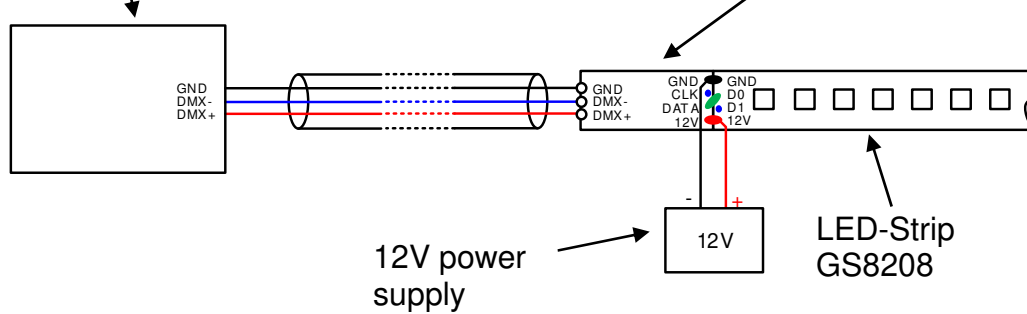 GND
DMX-
DMX+
GND
DMX-
DMX+
GND
CLK
DATA
12V
GND
D0
D1
12V
- +
12V
12V power
supply
LED-Strip
GS8208